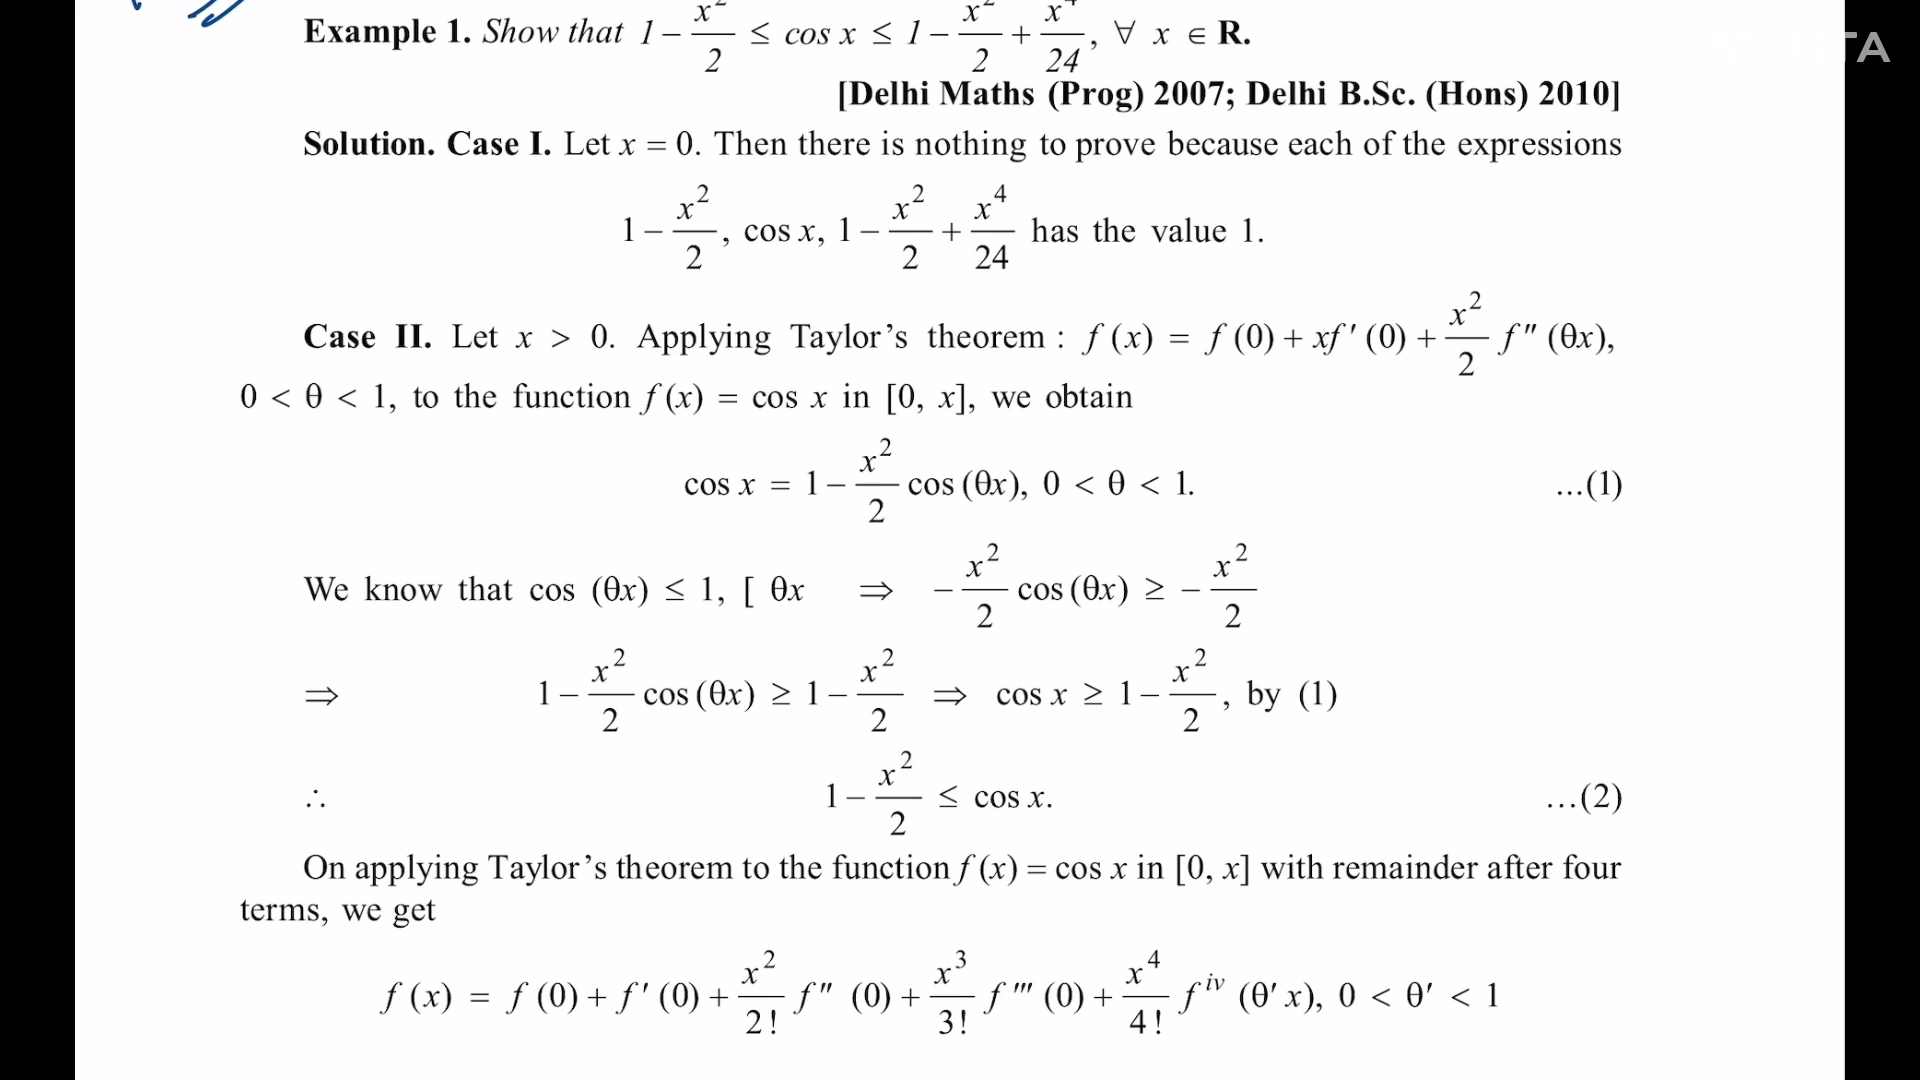 Example 1. Show that 1 – x²/2 ≤ cos x ≤ 1 – x²/2 + x⁴/24, ∀ x ∈ R.
TA
[Delhi Maths (Prog) 2007; Delhi B.Sc. (Hons) 2010]
Solution. Case I. Let x = 0. Then there is nothing to prove because each of the expressions
1 – x²/2, cos x, 1 – x²/2 + x⁴/24 has the value 1.
Case II. Let x > 0. Applying Taylor's theorem : f (x) = f (0) + xf ′ (0) + x²/2 f ″ (θx),
0 < θ < 1, to the function f (x) = cos x in [0, x], we obtain
cos x = 1 – x²/2 cos (θx), 0 < θ < 1. ...(1)
We know that cos (θx) ≤ 1, [ θx ⇒ – x²/2 cos (θx) ≥ – x²/2
⇒ 1 – x²/2 cos (θx) ≥ 1 – x²/2 ⇒ cos x ≥ 1 – x²/2, by (1)
∴ 1 – x²/2 ≤ cos x. ...(2)
On applying Taylor's theorem to the function f (x) = cos x in [0, x] with remainder after four
terms, we get
f (x) = f (0) + f ′ (0) + x²/2! f ″ (0) + x³/3! f ‴ (0) + x⁴/4! f^iv (θ′ x), 0 < θ′ < 1